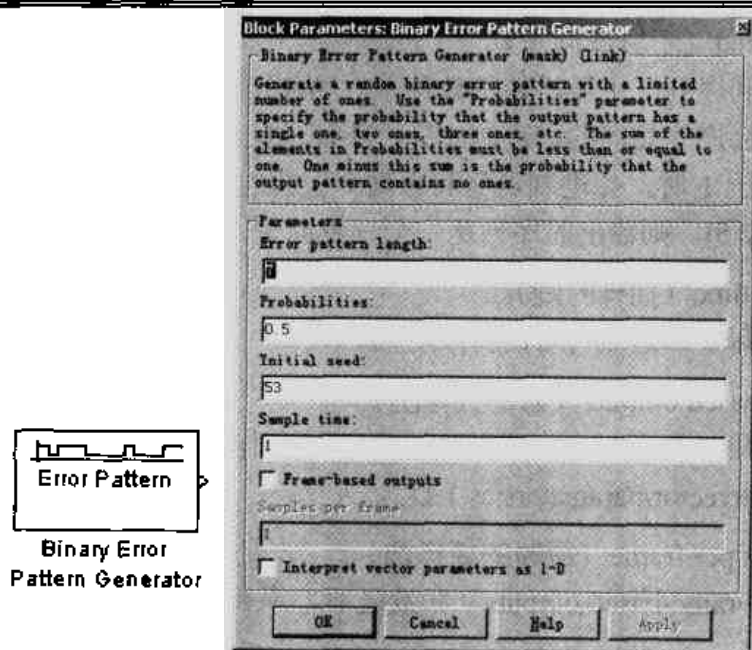 Error Pattern
Binary Error
Pattern Generator
Block Parameters: Binary Error Pattern Generator
Binary Error Pattern Generator (mask) (link)
Generate a random binary error pattern with a limited
number of ones. Use the "Probabilities" parameter to
specify the probability that the output pattern has a
single one, two ones, three ones, etc. The sum of the
elements in Probabilities must be less than or equal to
one. One minus this sum is the probability that the
output pattern contains no ones.
Parameters
Error pattern length:
7
Probabilities:
0.5
Initial seed:
53
Sample time:
1
Frame-based outputs
Samples per frame
1
Interpret vector parameters as 1-D
OK
Cancel
Help
Apply